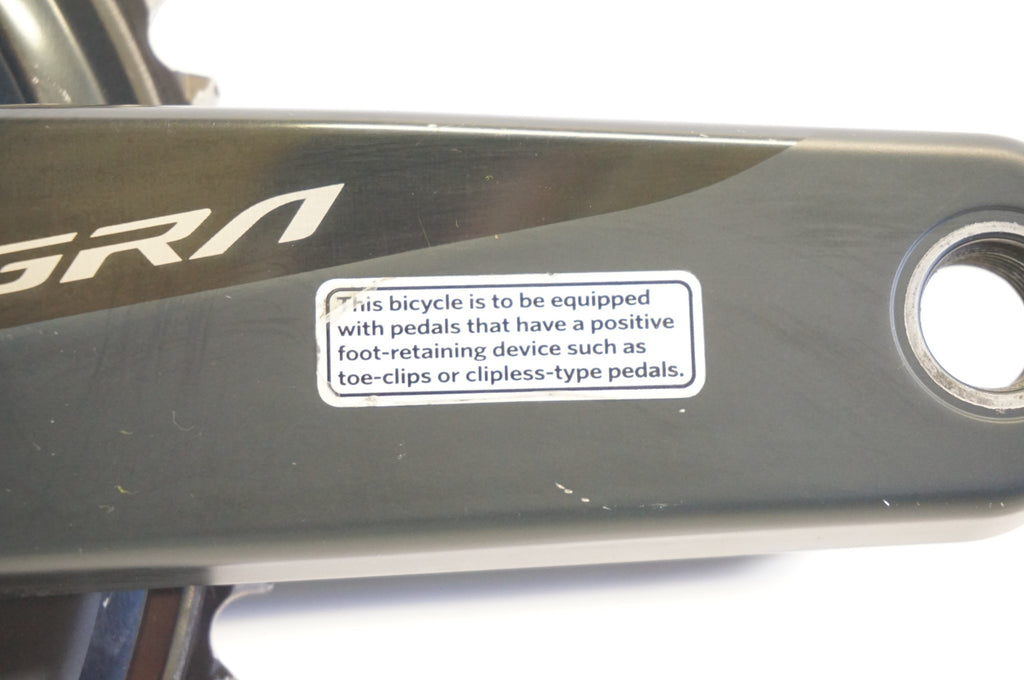 GRA
This bicycle is to be equipped
with pedals that have a positive
foot-retaining device such as
toe-clips or clipless-type pedals.